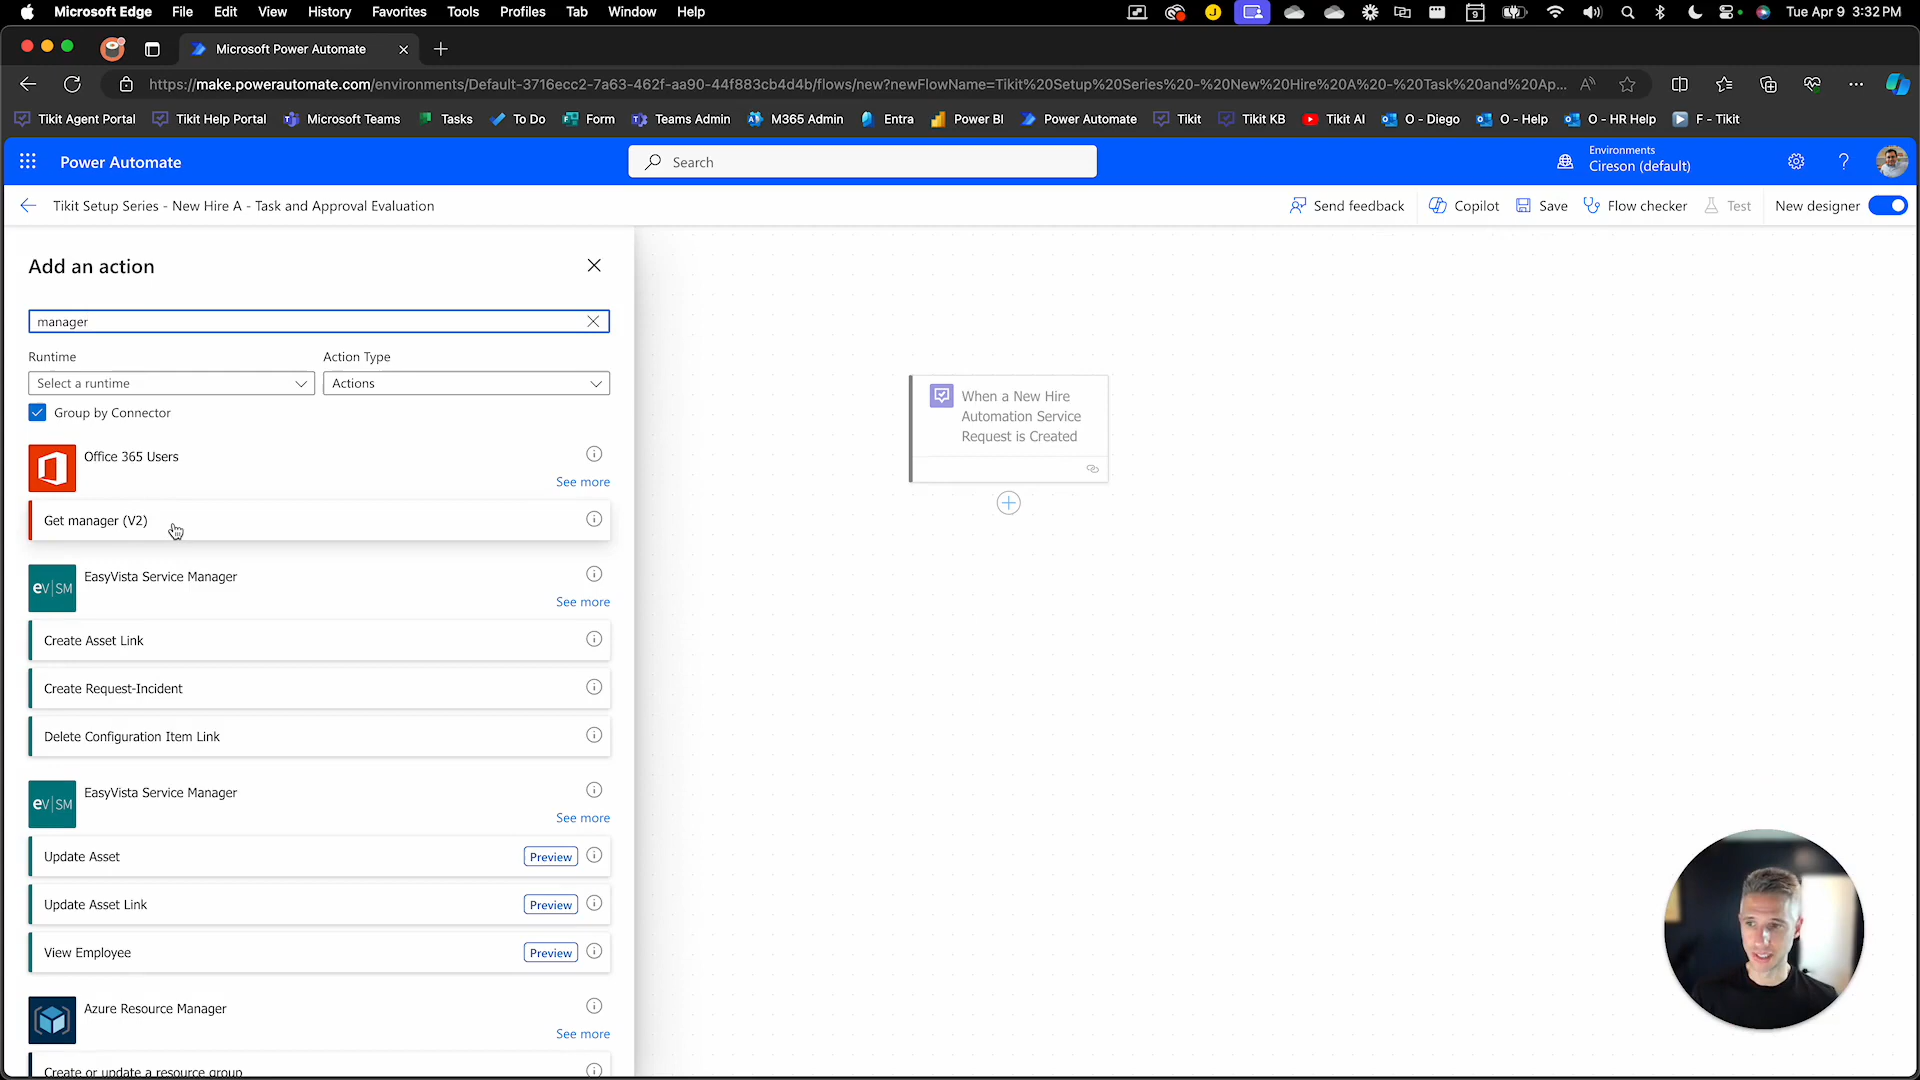 Microsoft Edge File Edit View History Favorites Tools Profiles Tab Window Help
9
Tue Apr 9 3:32 PM
Microsoft Power Automate
https://make.powerautomate.com/environments/Default-3716ecc2-7a63-462f-aa90-44f883cb4d4b/flows/new?newFlowName=Tikit%20Setup%20Series%20-%20New%20Hire%20A%20-%20Task%20and%20Ap...
Tikit Agent Portal Tikit Help Portal Microsoft Teams Tasks To Do Form Teams Admin M365 Admin Entra Power BI Power Automate Tikit Tikit KB Tikit AI O - Diego O - Help O - HR Help F - Tikit
Power Automate
Search
Environments
Cireson (default)
Tikit Setup Series - New Hire A - Task and Approval Evaluation
Send feedback Copilot Save Flow checker Test New designer
Add an action
manager
Runtime
Action Type
Select a runtime
Actions
Group by Connector
Office 365 Users
See more
Get manager (V2)
eV|SM
EasyVista Service Manager
See more
Create Asset Link
Create Request-Incident
Delete Configuration Item Link
eV|SM
EasyVista Service Manager
See more
Update Asset
Preview
Update Asset Link
Preview
View Employee
Preview
Azure Resource Manager
See more
Create or update a resource group
When a New Hire
Automation Service
Request is Created